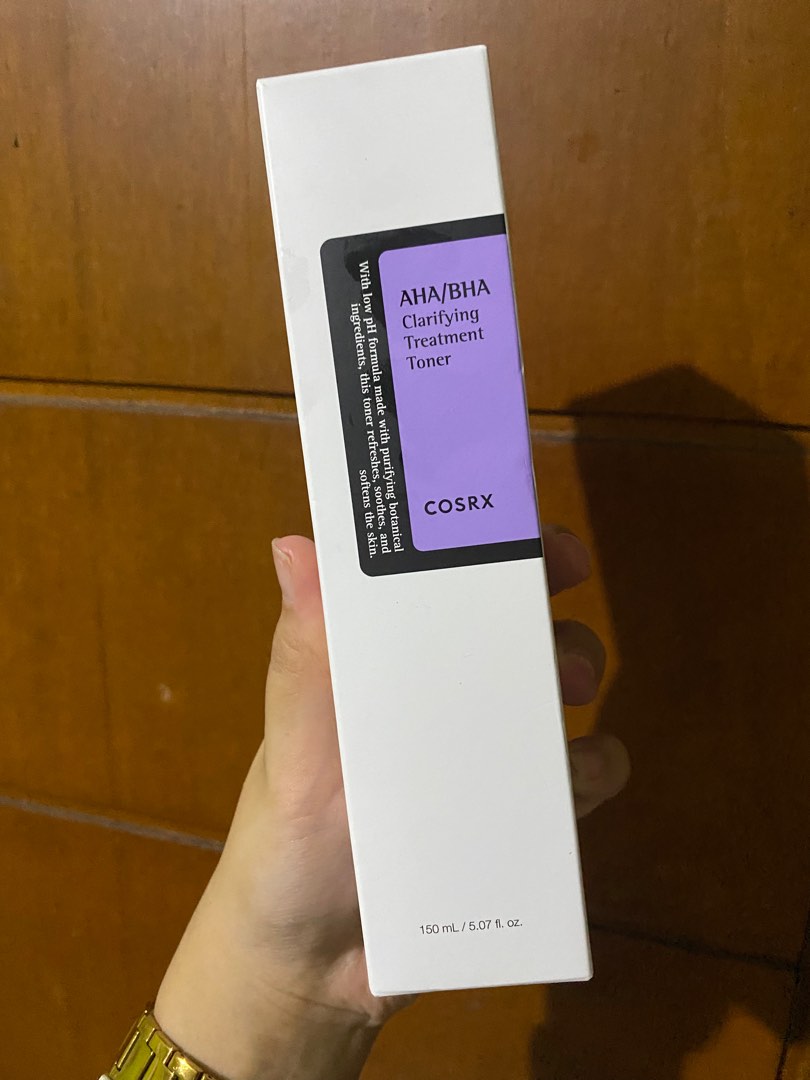 AHA/BHA
Clarifying
Treatment
Toner
COSRX
With low pH formula made with purifying botanical
ingredients, this toner refreshes, soothes, and
softens the skin.
150 mL / 5.07 fl. oz.